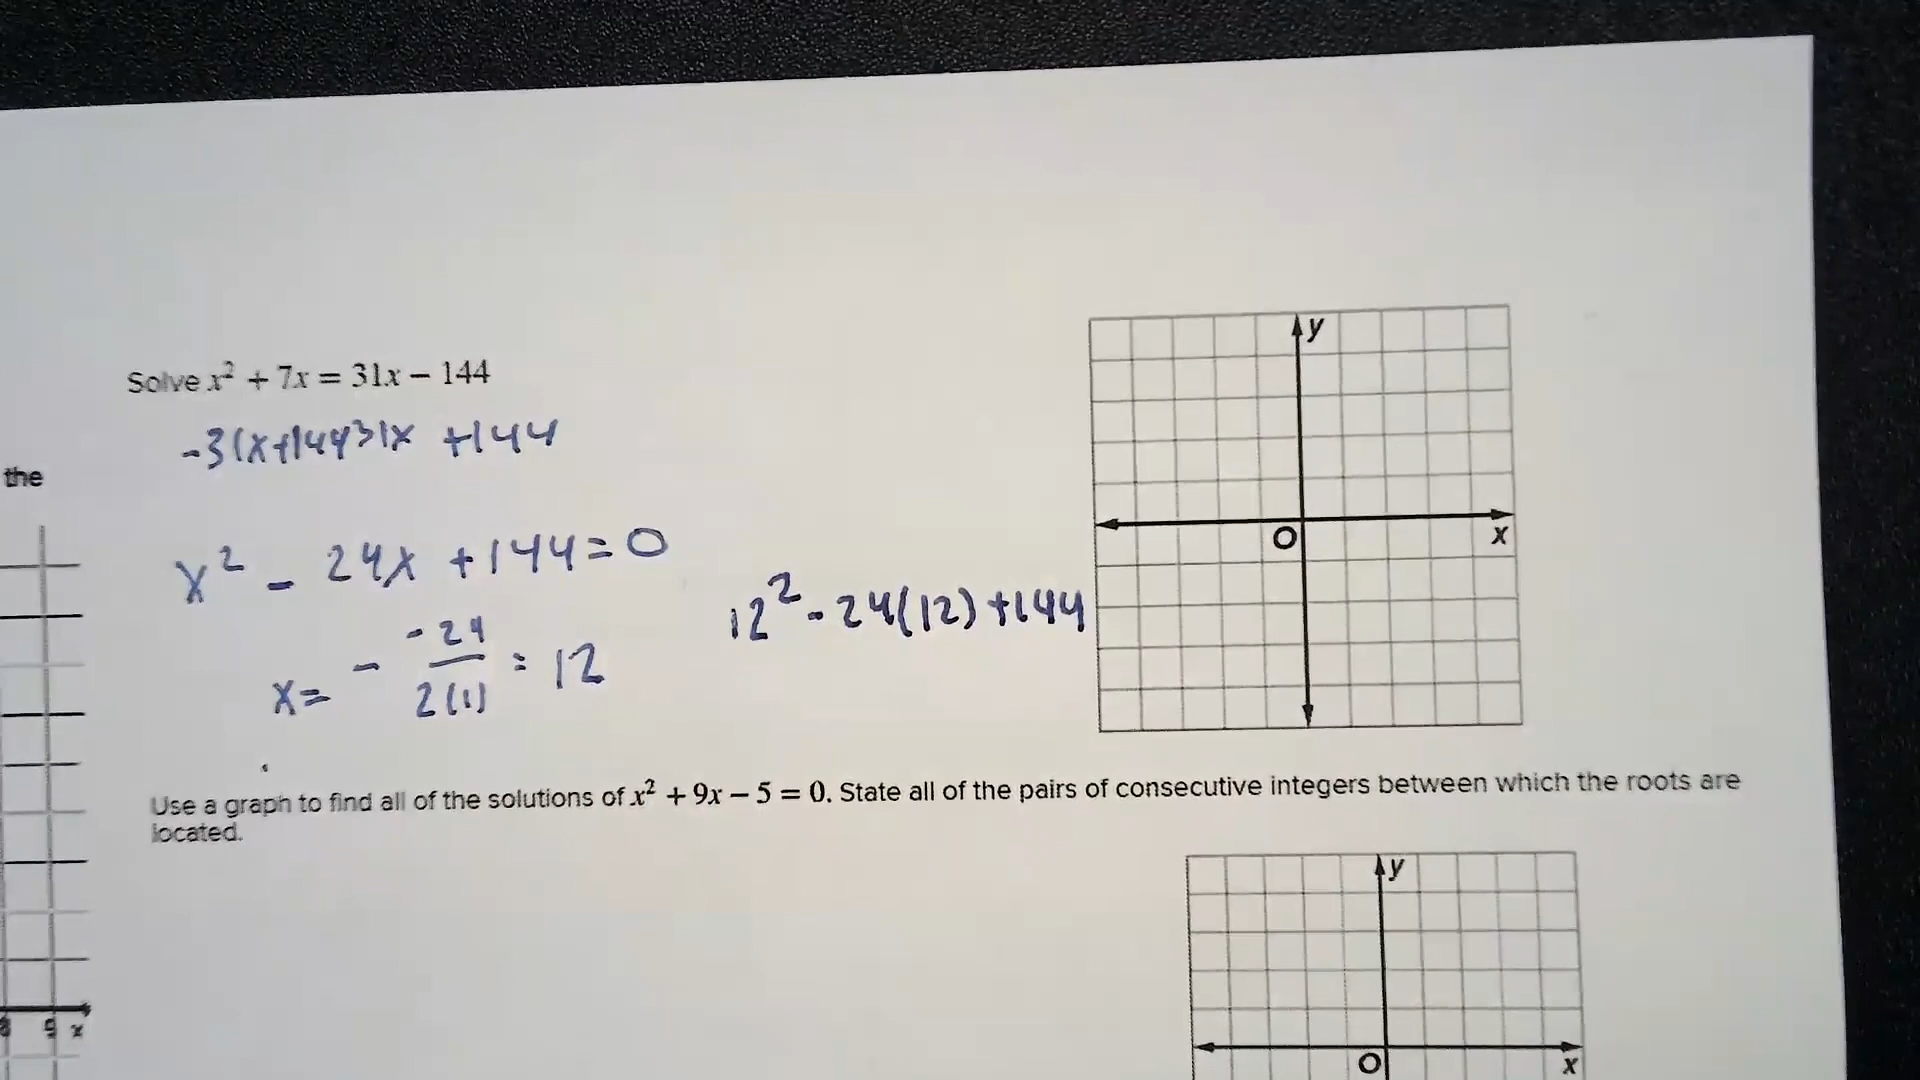 y
Solve x² + 7x = 31x − 144
-31x+144 31x +144
the
x² - 24x + 144 = 0
O
x
12² - 24(12) + 144
x = - -24/2(1) = 12
Use a graph to find all of the solutions of x² + 9x − 5 = 0. State all of the pairs of consecutive integers between which the roots are
located.
y
x
O
x